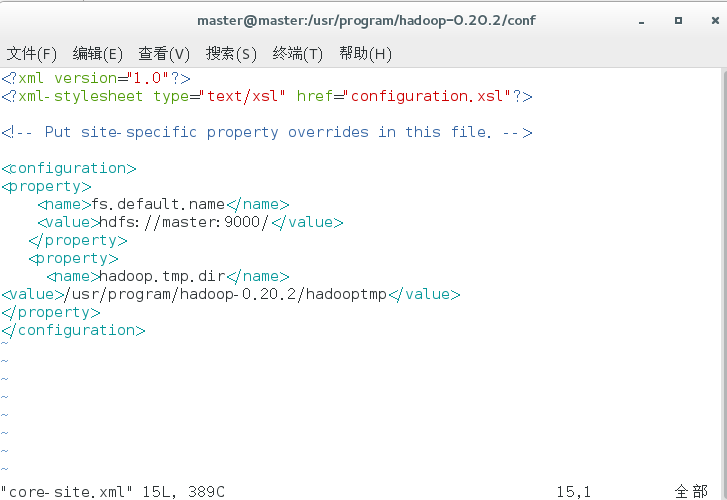 master@master:/usr/program/hadoop-0.20.2/conf
文件(F) 编辑(E) 查看(V) 搜索(S) 终端(T) 帮助(H)
<?xml version="1.0"?>
<?xml-stylesheet type="text/xsl" href="configuration.xsl"?>
<!-- Put site-specific property overrides in this file. -->
<configuration>
<property>
<name>fs.default.name</name>
<value>hdfs://master:9000/</value>
</property>
<property>
<name>hadoop.tmp.dir</name>
<value>/usr/program/hadoop-0.20.2/hadooptmp</value>
</property>
</configuration>
~
~
~
~
~
~
~
~
"core-site.xml" 15L, 389C 15,1 全部